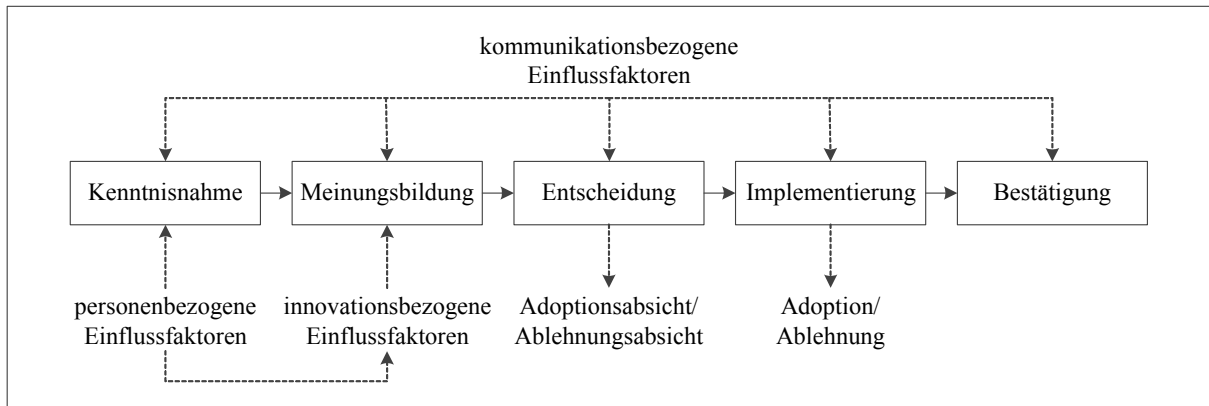 kommunikationsbezogene
Einflussfaktoren
Kenntnisnahme
Meinungsbildung
Entscheidung
Implementierung
Bestätigung
personenbezogene
Einflussfaktoren
innovationsbezogene
Einflussfaktoren
Adoptionsabsicht/
Ablehnungsabsicht
Adoption/
Ablehnung